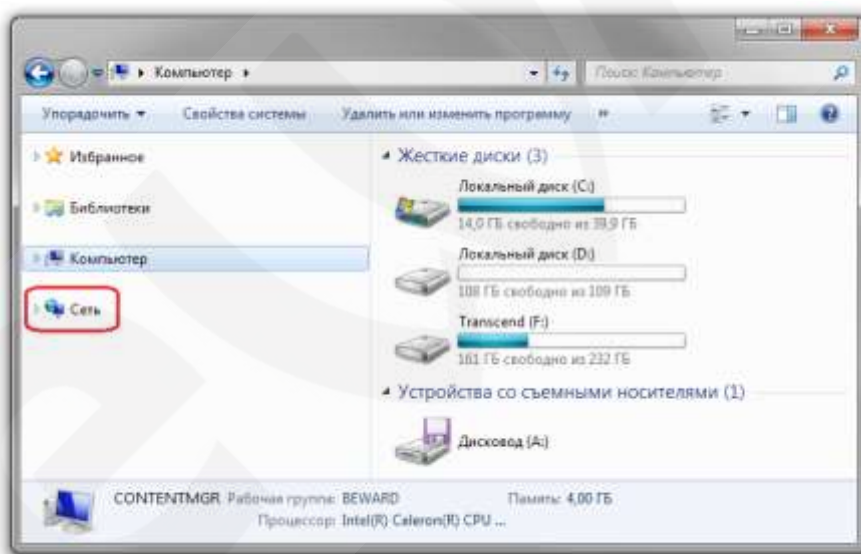 Компьютер
Поиск: Компьютер
Упорядочить Свойства системы Удалить или изменить программу »
Избранное
Библиотеки
Компьютер
Сеть
Жесткие диски (3)
Локальный диск (C:)
14,0 ГБ свободно из 39,9 ГБ
Локальный диск (D:)
108 ГБ свободно из 109 ГБ
Transcend (F:)
161 ГБ свободно из 232 ГБ
Устройства со съемными носителями (1)
Дисковод (A:)
CONTENTMGR Рабочая группа: BEWARD Память: 4,00 ГБ
Процессор: Intel(R) Celeron(R) CPU ...